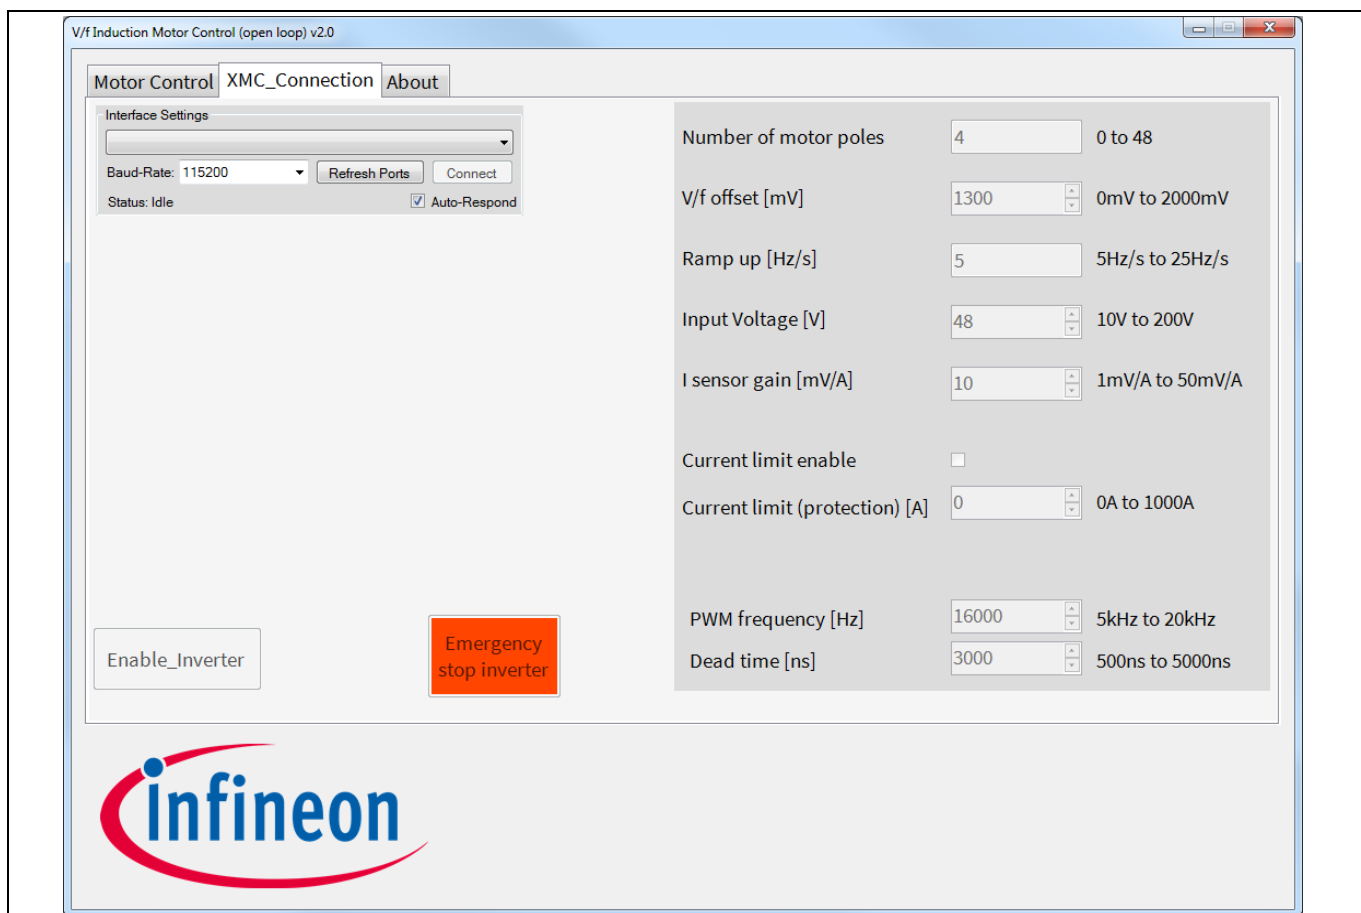 V/f Induction Motor Control (open loop) v2.0
Motor Control XMC_Connection About
Interface Settings
Baud-Rate: 115200 Refresh Ports Connect
Status: Idle Auto-Respond
Number of motor poles 4 0 to 48
V/f offset [mV] 1300 0mV to 2000mV
Ramp up [Hz/s] 5 5Hz/s to 25Hz/s
Input Voltage [V] 48 10V to 200V
I sensor gain [mV/A] 10 1mV/A to 50mV/A
Current limit enable
Current limit (protection) [A] 0 0A to 1000A
PWM frequency [Hz] 16000 5kHz to 20kHz
Dead time [ns] 3000 500ns to 5000ns
Enable_Inverter
Emergency
stop inverter
infineon